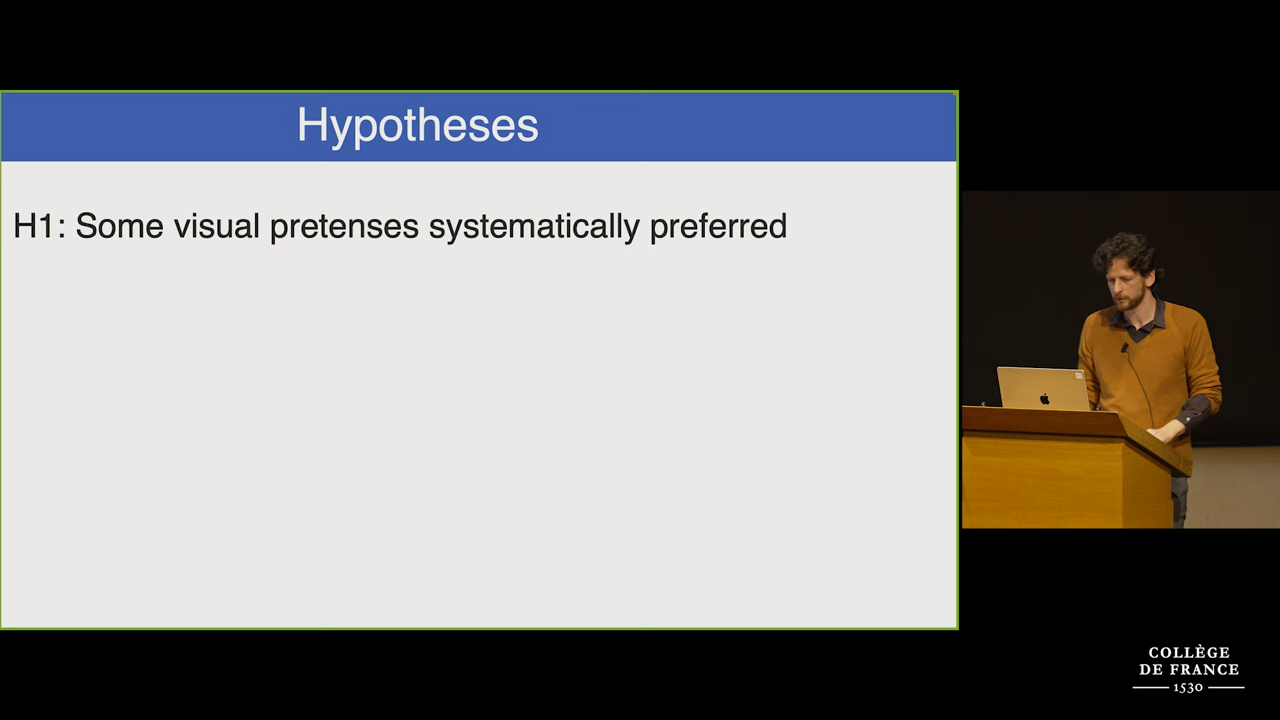 Hypotheses
H1: Some visual pretenses systematically preferred
COLLÈGE
DE FRANCE
1530